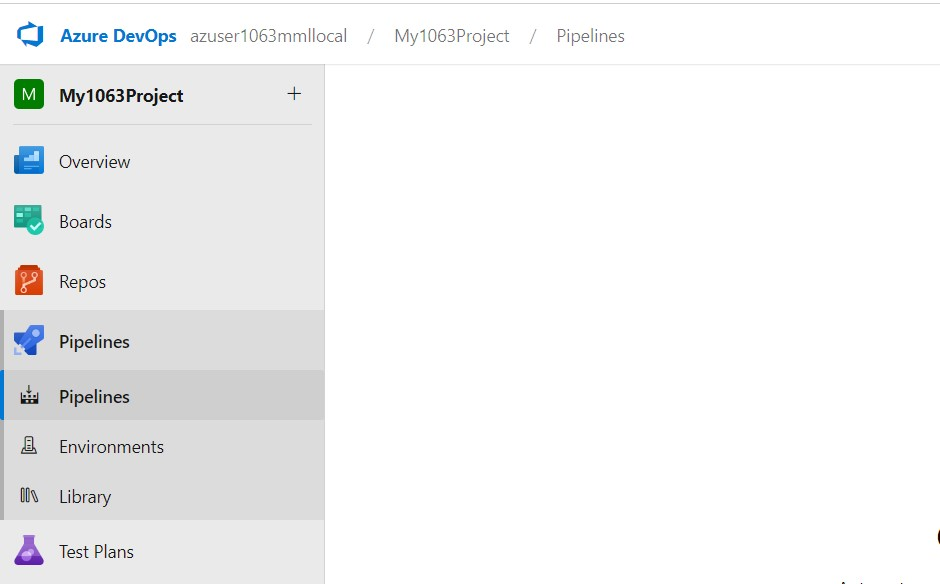 Azure DevOps azuser1063mmllocal / My1063Project / Pipelines
M My1063Project +
Overview
Boards
Repos
Pipelines
Pipelines
Environments
Library
Test Plans